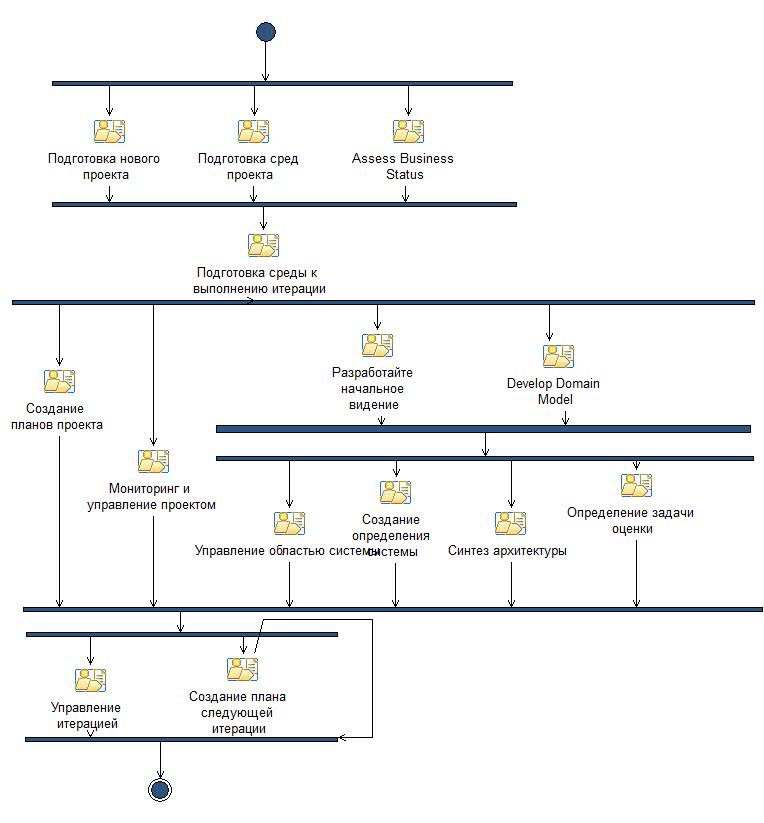 Подготовка нового
проекта
Подготовка сред
проекта
Assess Business
Status
Подготовка среды к
выполнению итерации
Разработайте
начальное
видение
Develop Domain
Model
Создание
планов проекта
Мониторинг и
управление проектом
Управление областью системы
Создание
определения
системы
Синтез архитектуры
Определение задачи
оценки
Управление
итерацией
Создание плана
следующей
итерации